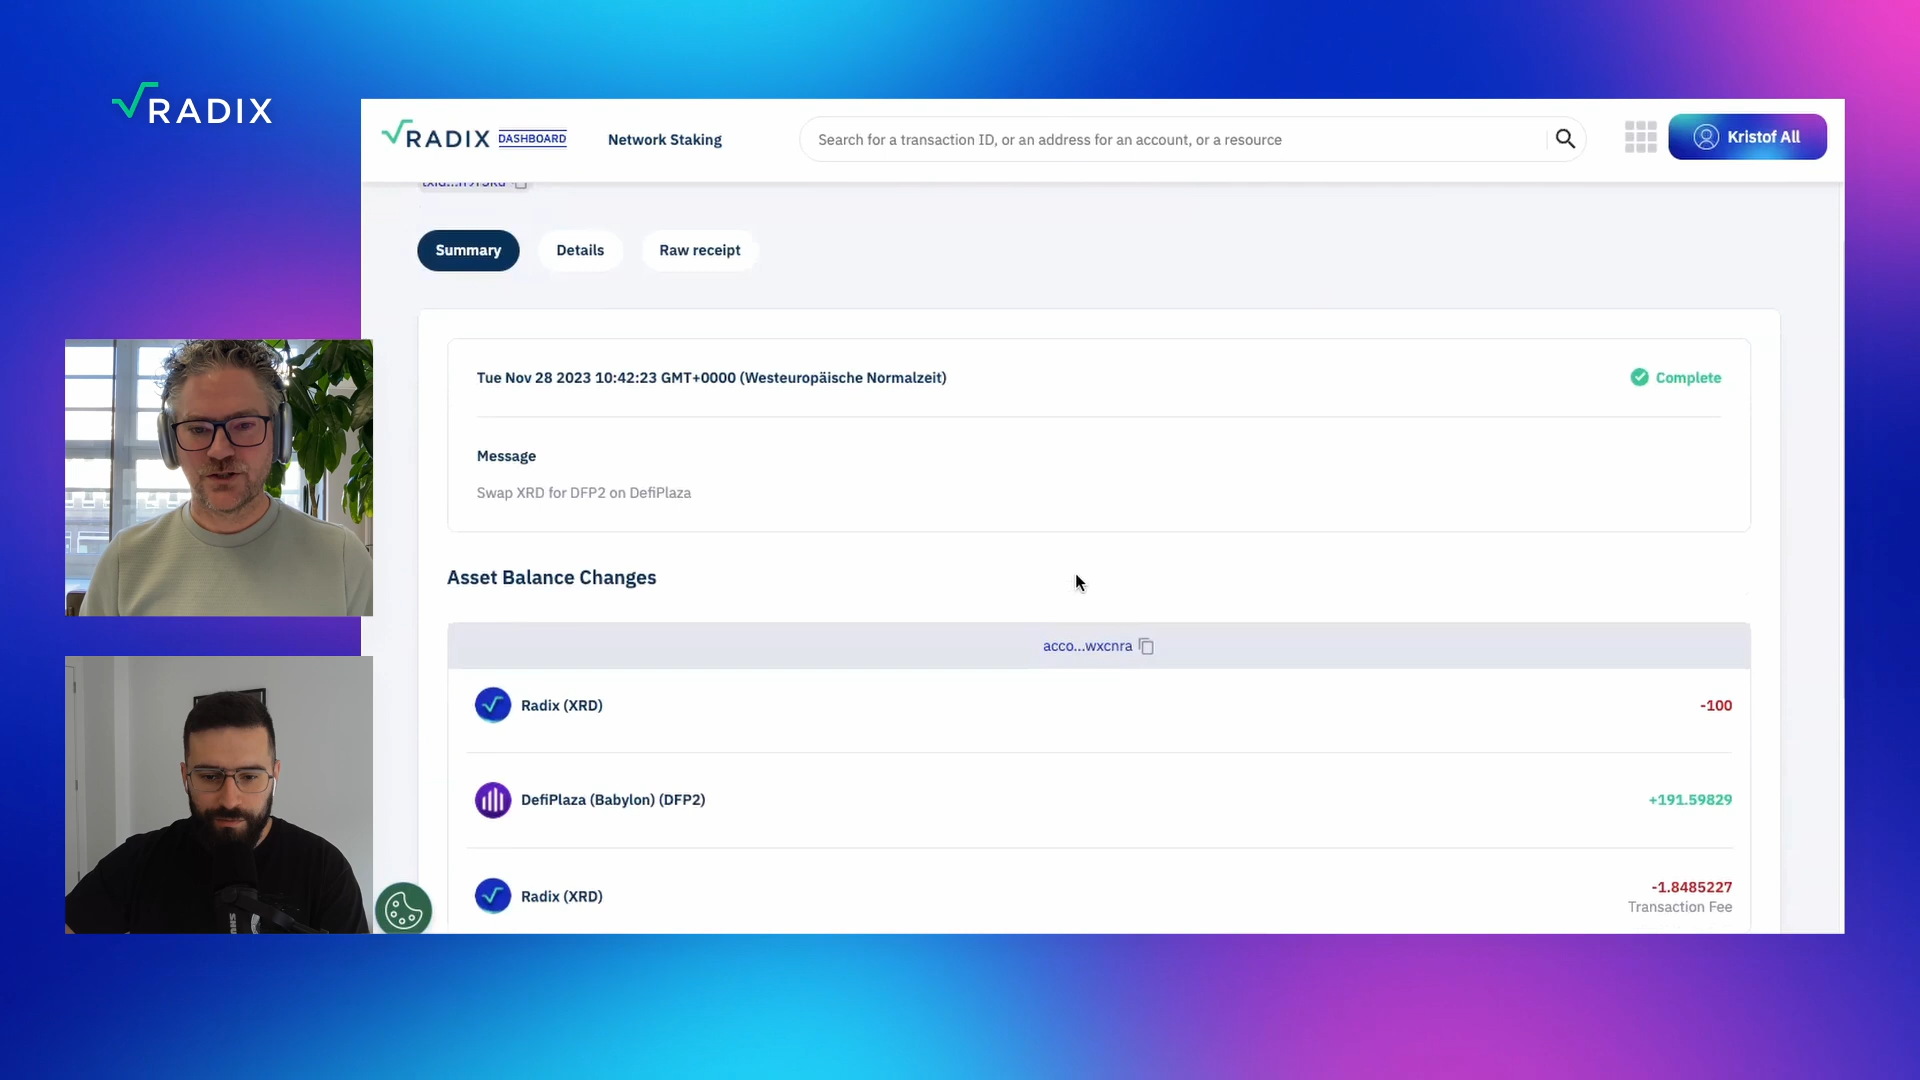 RADIX
RADIX DASHBOARD
Network Staking
Search for a transaction ID, or an address for an account, or a resource
Kristof All
Summary
Details
Raw receipt
Tue Nov 28 2023 10:42:23 GMT+0000 (Westeuropäische Normalzeit)
Complete
Message
Swap XRD for DFP2 on DefiPlaza
Asset Balance Changes
acco...wxcnra
Radix (XRD)
-100
DefiPlaza (Babylon) (DFP2)
+191.59829
Radix (XRD)
-1.8485227
Transaction Fee